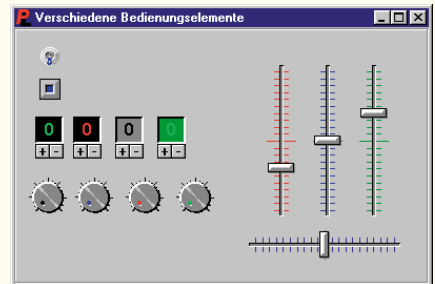 Verschiedene Bedienungselemente
0 0 0 0
+ - + - + - + -